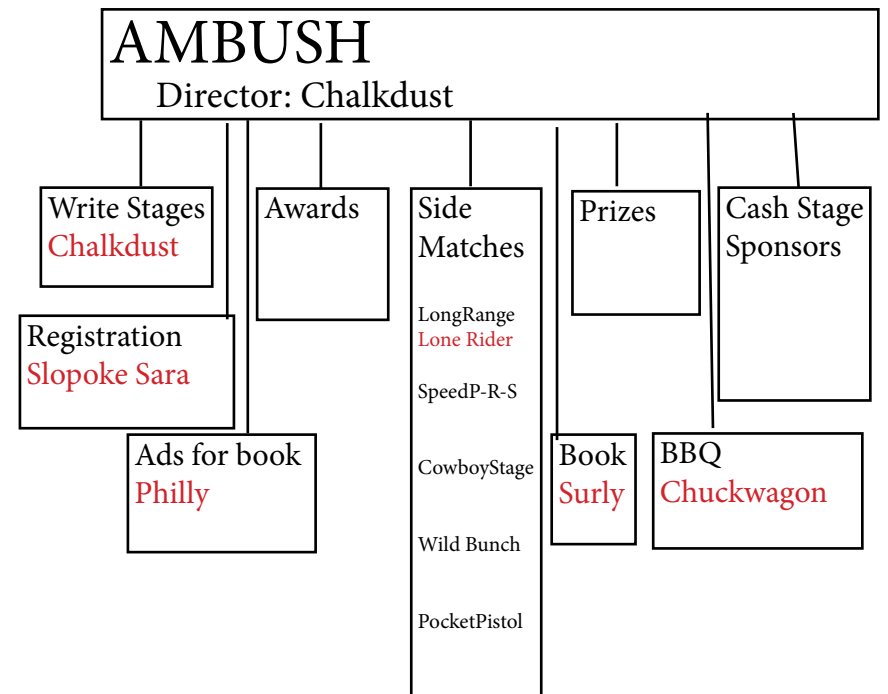 AMBUSH
Director: Chalkdust
Write Stages
Chalkdust
Awards
Side
Matches
LongRange
Lone Rider
SpeedP-R-S
CowboyStage
Wild Bunch
PocketPistol
Prizes
Cash Stage
Sponsors
Registration
Slopoke Sara
Ads for book
Philly
Book
Surly
BBQ
Chuckwagon